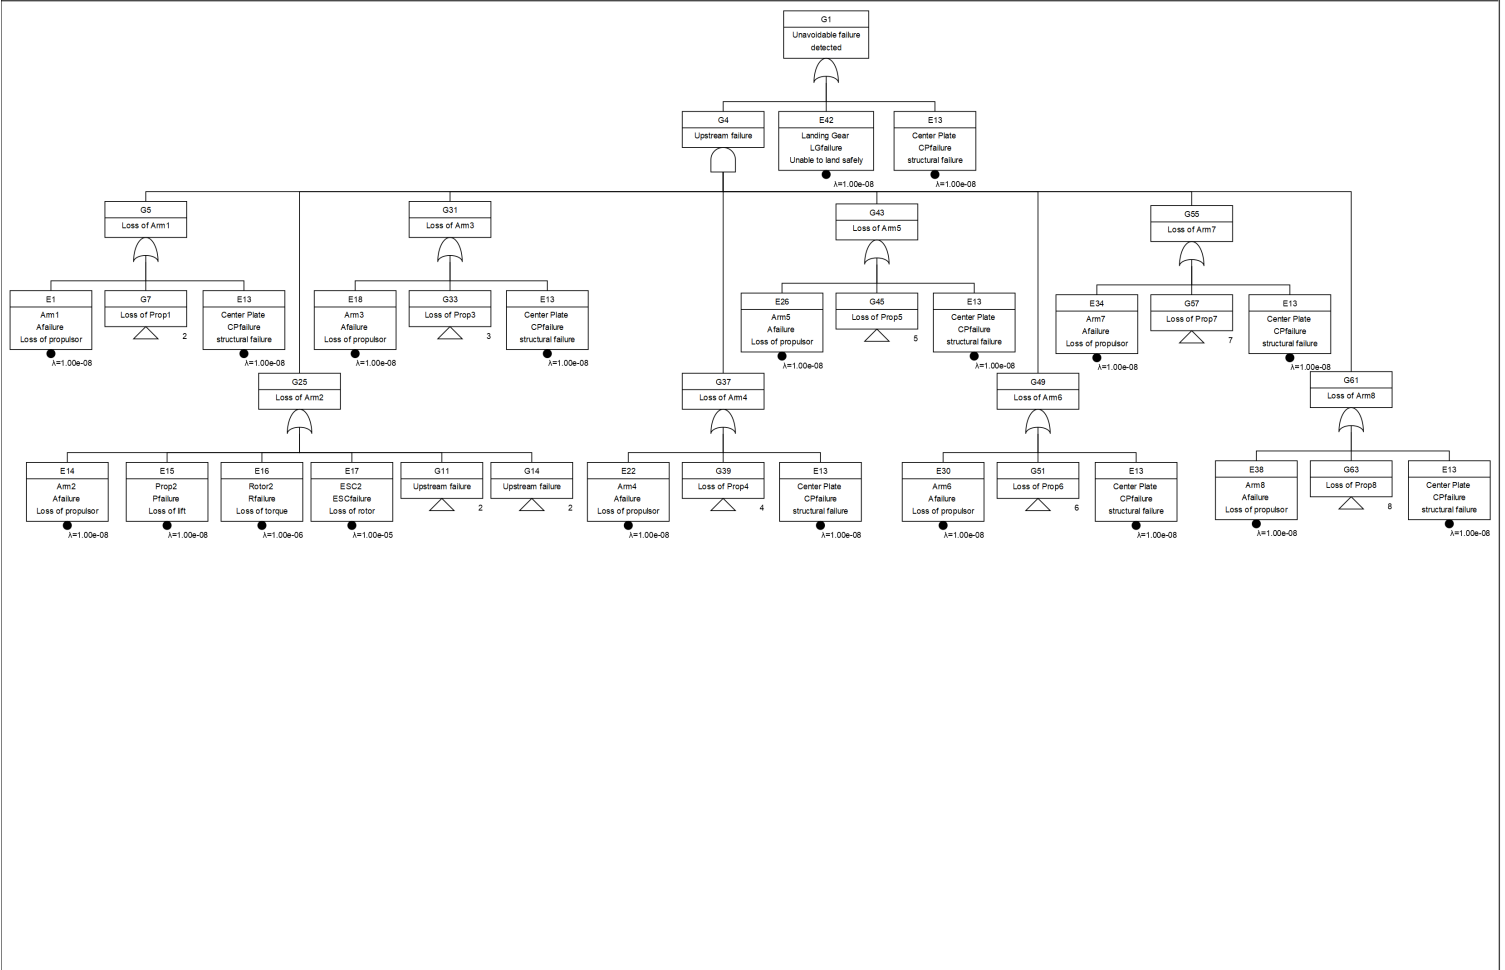 G1
Unavoidable failure
detected
G4
Upstream failure
E42
Landing Gear
LGfailure
Unable to land safely
λ=1.00e-08
E13
Center Plate
CPfailure
structural failure
λ=1.00e-08
G5
Loss of Arm1
G31
Loss of Arm3
G43
Loss of Arm5
G55
Loss of Arm7
E1
Arm1
Afailure
Loss of propulsor
λ=1.00e-08
G7
Loss of Prop1
2
E13
Center Plate
CPfailure
structural failure
λ=1.00e-08
E18
Arm3
Afailure
Loss of propulsor
λ=1.00e-08
G33
Loss of Prop3
3
E13
Center Plate
CPfailure
structural failure
λ=1.00e-08
E26
Arm5
Afailure
Loss of propulsor
λ=1.00e-08
G45
Loss of Prop5
5
E13
Center Plate
CPfailure
structural failure
λ=1.00e-08
E34
Arm7
Afailure
Loss of propulsor
λ=1.00e-08
G57
Loss of Prop7
7
E13
Center Plate
CPfailure
structural failure
λ=1.00e-08
G25
Loss of Arm2
G37
Loss of Arm4
G49
Loss of Arm6
G61
Loss of Arm8
E14
Arm2
Afailure
Loss of propulsor
λ=1.00e-08
E15
Prop2
Pfailure
Loss of lift
λ=1.00e-08
E16
Rotor2
Rfailure
Loss of torque
λ=1.00e-06
E17
ESC2
ESCfailure
Loss of rotor
λ=1.00e-05
G11
Upstream failure
2
G14
Upstream failure
2
E22
Arm4
Afailure
Loss of propulsor
λ=1.00e-08
G39
Loss of Prop4
4
E13
Center Plate
CPfailure
structural failure
λ=1.00e-08
E30
Arm6
Afailure
Loss of propulsor
λ=1.00e-08
G51
Loss of Prop6
6
E13
Center Plate
CPfailure
structural failure
λ=1.00e-08
E38
Arm8
Afailure
Loss of propulsor
λ=1.00e-08
G63
Loss of Prop8
8
E13
Center Plate
CPfailure
structural failure
λ=1.00e-08